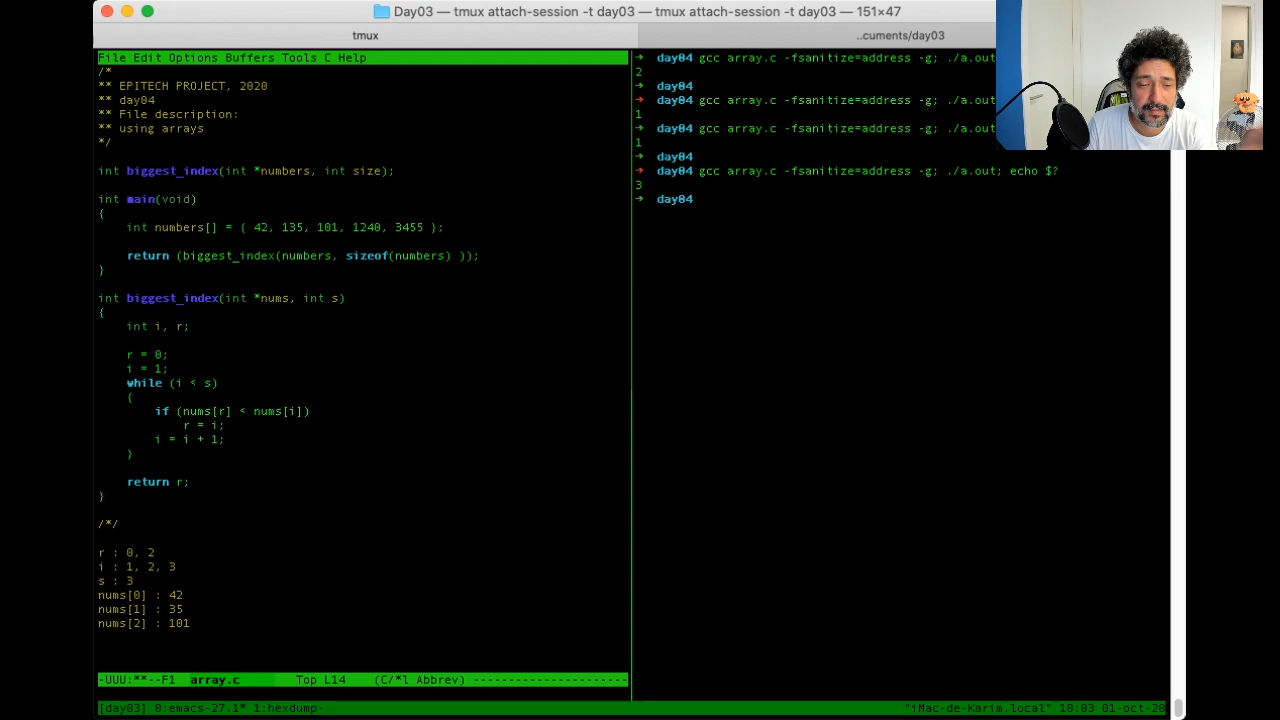 Day03 — tmux attach-session -t day03 — tmux attach-session -t day03 — 151×47
tmux
..cuments/day03
File Edit Options Buffers Tools C Help
/*
** EPITECH PROJECT, 2020
** day04
** File description:
** using arrays
*/
int biggest_index(int *numbers, int size);
int main(void)
{
int numbers[] = { 42, 135, 101, 1240, 3455 };
return (biggest_index(numbers, sizeof(numbers) ));
}
int biggest_index(int *nums, int s)
{
int i, r;
r = 0;
i = 1;
while (i < s)
{
if (nums[r] < nums[i])
r = i;
i = i + 1;
}
return r;
}
/*/
r : 0, 2
i : 1, 2, 3
s : 3
nums[0] : 42
nums[1] : 35
nums[2] : 101
-UUU:**--F1 array.c Top L14 (C/*l Abbrev) ----------------------
➜ day04 gcc array.c -fsanitize=address -g; ./a.out
2
➜ day04
➜ day04 gcc array.c -fsanitize=address -g; ./a.out
1
➜ day04 gcc array.c -fsanitize=address -g; ./a.out
1
➜ day04
➜ day04 gcc array.c -fsanitize=address -g; ./a.out; echo $?
3
➜ day04
[day03] 0:emacs-27.1* 1:hexdump- "iMac-de-Karim.local" 18:03 01-oct-20